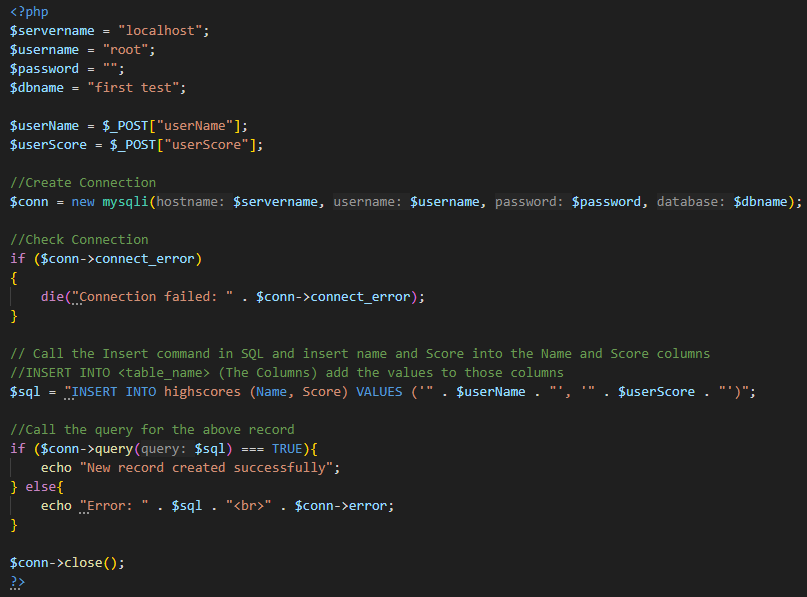 <?php
$servername = "localhost";
$username = "root";
$password = "";
$dbname = "first test";
$userName = $_POST["userName"];
$userScore = $_POST["userScore"];
//Create Connection
$conn = new mysqli(hostname: $servername, username: $username, password: $password, database: $dbname);
//Check Connection
if ($conn->connect_error)
{
die("Connection failed: " . $conn->connect_error);
}
// Call the Insert command in SQL and insert name and Score into the Name and Score columns
//INSERT INTO <table_name> (The Columns) add the values to those columns
$sql = "INSERT INTO highscores (Name, Score) VALUES ('" . $userName . "', '" . $userScore . "')";
//Call the query for the above record
if ($conn->query(query: $sql) === TRUE){
echo "New record created successfully";
} else{
echo "Error: " . $sql . "<br>" . $conn->error;
}
$conn->close();
?>